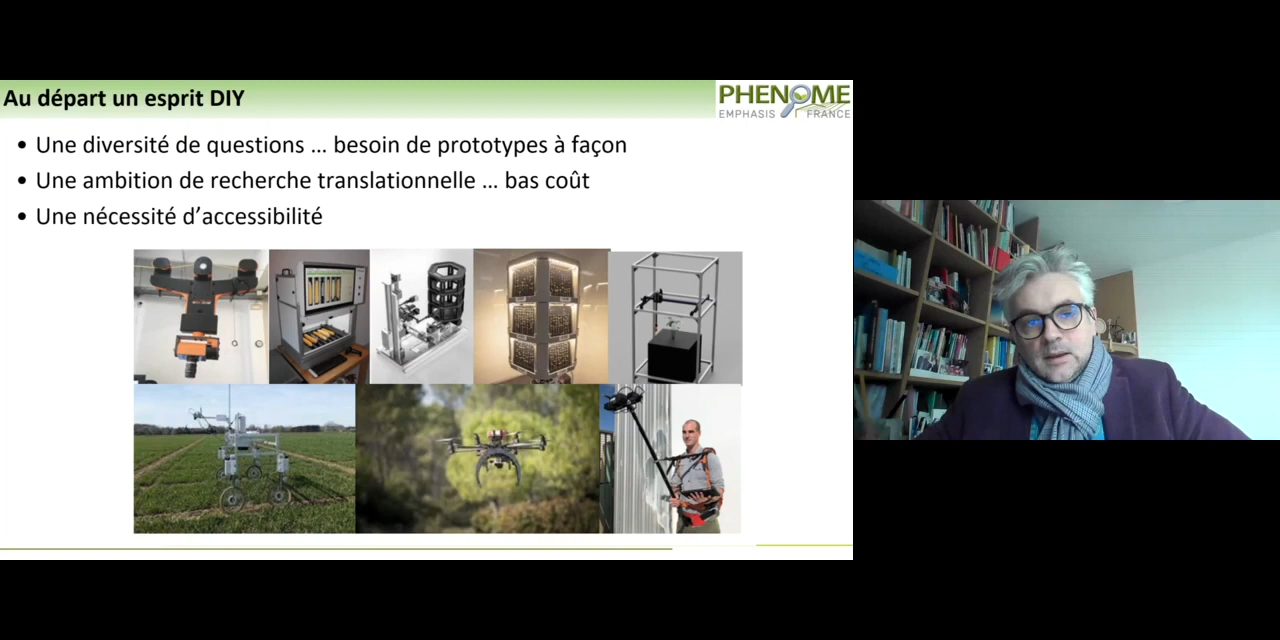 Au départ un esprit DIY
PHENOME
EMPHASIS FRANCE
• Une diversité de questions … besoin de prototypes à façon
• Une ambition de recherche translationnelle … bas coût
• Une nécessité d’accessibilité